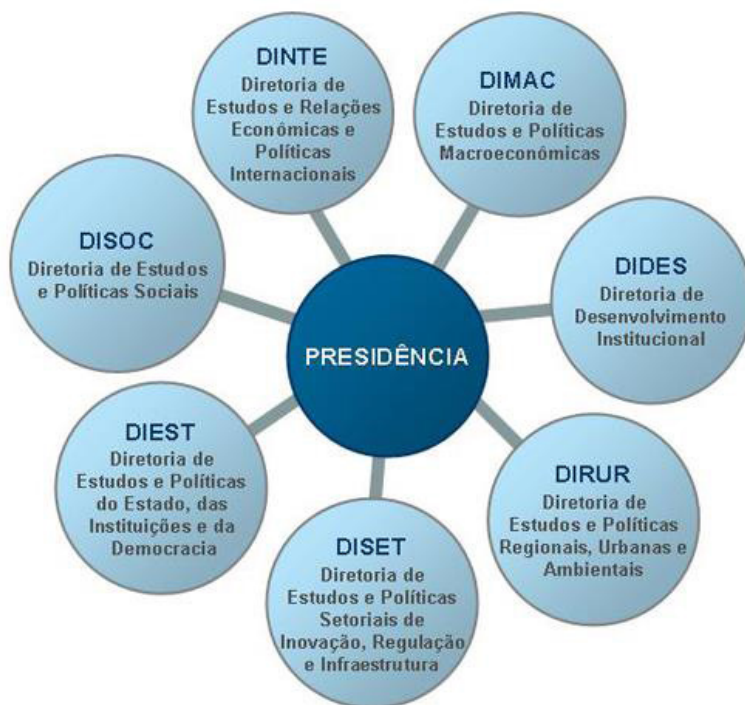 DINTE
Diretoria de
Estudos e Relações
Econômicas e
Políticas
Internacionais
DIMAC
Diretoria de
Estudos e Políticas
Macroeconômicas
DISOC
Diretoria de Estudos
e Políticas Sociais
DIDES
Diretoria de
Desenvolvimento
Institucional
PRESIDÊNCIA
DIEST
Diretoria de
Estudos e Políticas
do Estado, das
Instituições e da
Democracia
DIRUR
Diretoria de
Estudos e Políticas
Regionais, Urbanas e
Ambientais
DISET
Diretoria de
Estudos e Políticas
Setoriais de
Inovação, Regulação
e Infraestrutura